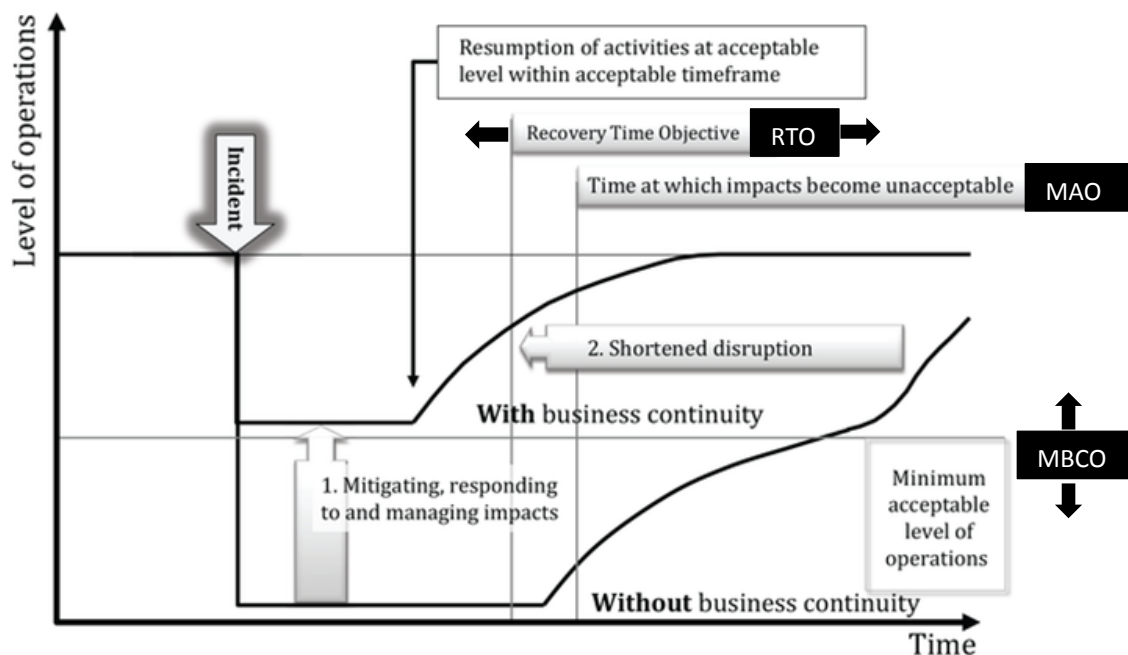 Level of operations
Resumption of activities at acceptable
level within acceptable timeframe
Incident
Recovery Time Objective
RTO
Time at which impacts become unacceptable
MAO
2. Shortened disruption
With business continuity
MBCO
1. Mitigating, responding
to and managing impacts
Minimum
acceptable
level of
operations
Without business continuity
Time